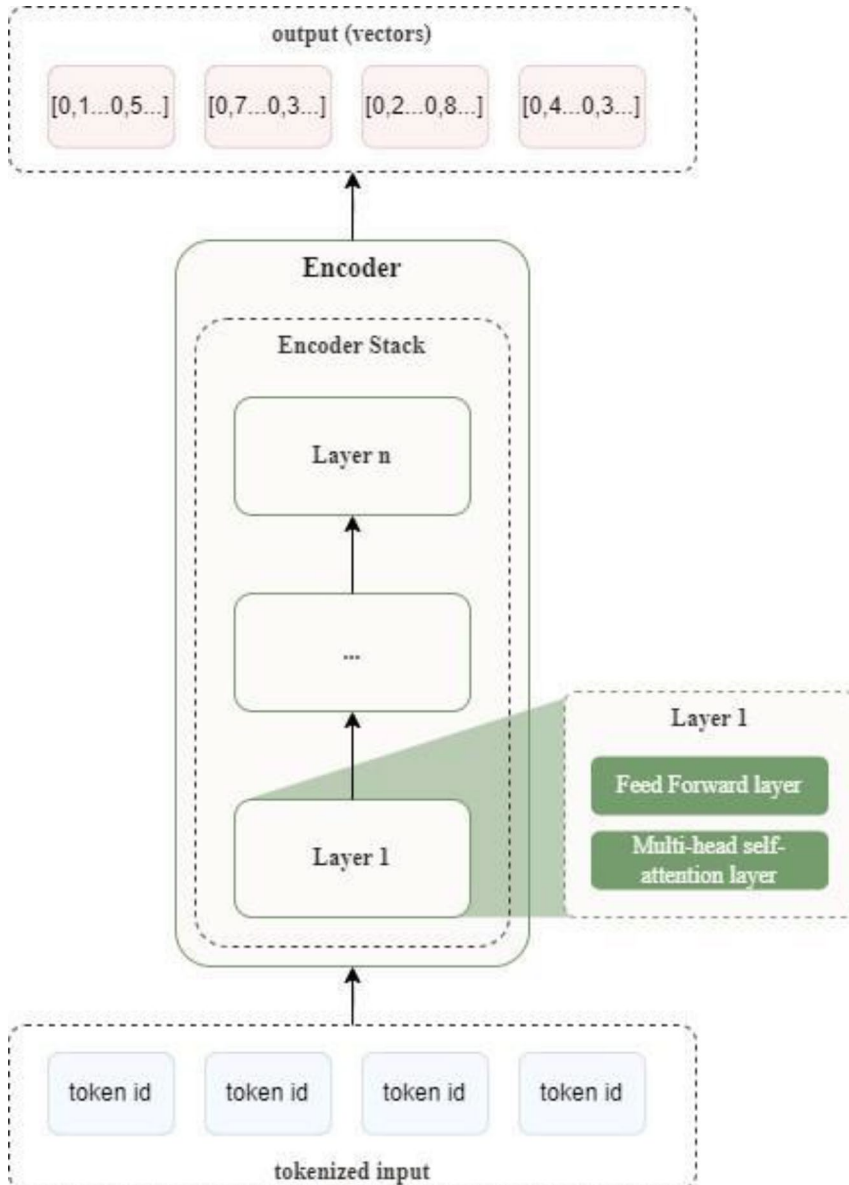 output (vectors)
[0,1...0,5...]
[0,7...0,3...]
[0,2...0,8...]
[0,4...0,3...]
Encoder
Encoder Stack
Layer n
...
Layer 1
Layer 1
Feed Forward layer
Multi-head self-
attention layer
token id
token id
token id
token id
tokenized input